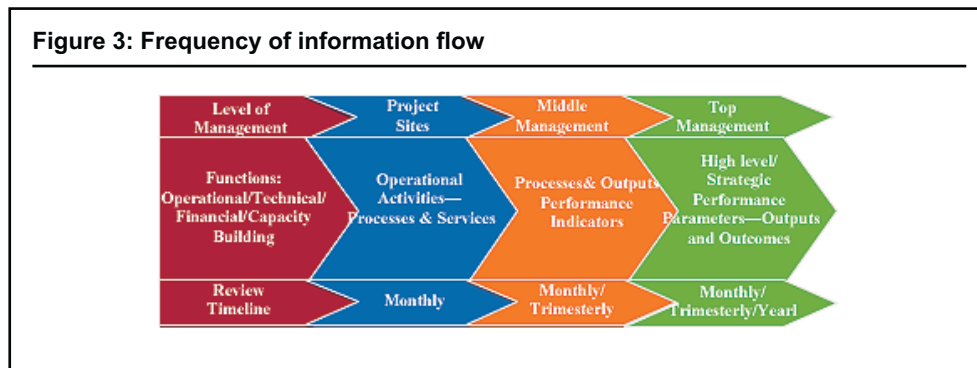 Figure 3: Frequency of information flow
Level of
Management
Project
Sites
Middle
Management
Top
Management
Functions:
Operational/Technical/
Financial/Capacity
Building
Operational
Activities—
Processes & Services
Processes& Outputs
Performance
Indicators
High level/
Strategic
Performance
Parameters—Outputs
and Outcomes
Review
Timeline
Monthly
Monthly/
Trimesterly
Monthly/
Trimesterly/Yearl